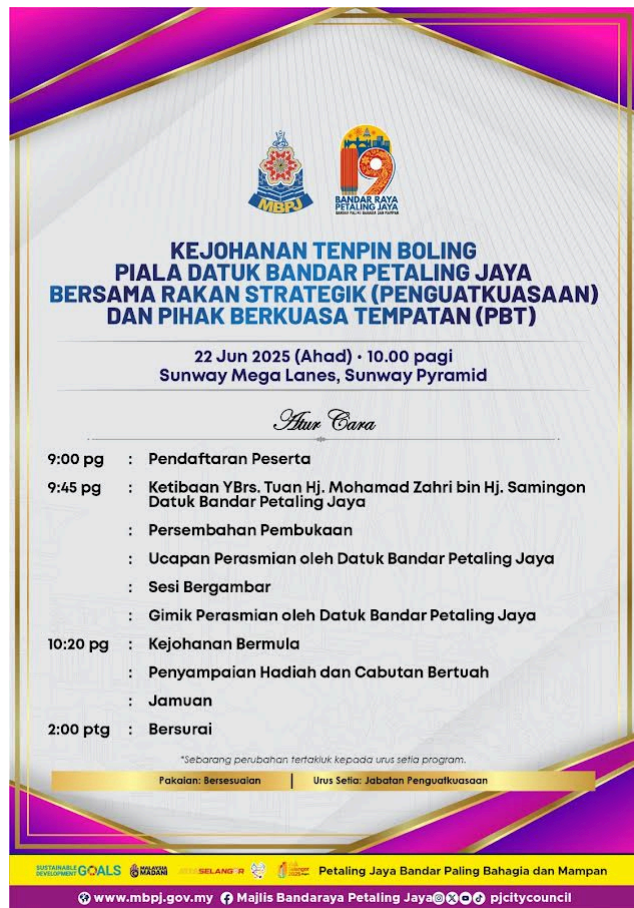 MBPJ
19
BANDAR RAYA
PETALING JAYA
KEJOHANAN TENPIN BOLING
PIALA DATUK BANDAR PETALING JAYA
BERSAMA RAKAN STRATEGIK (PENGUATKUASAAN)
DAN PIHAK BERKUASA TEMPATAN (PBT)
22 Jun 2025 (Ahad) • 10.00 pagi
Sunway Mega Lanes, Sunway Pyramid
Atur Cara
9:00 pg : Pendaftaran Peserta
9:45 pg : Ketibaan YBrs. Tuan Hj. Mohamad Zahri bin Hj. Samingon
Datuk Bandar Petaling Jaya
: Persembahan Pembukaan
: Ucapan Perasmian oleh Datuk Bandar Petaling Jaya
: Sesi Bergambar
: Gimik Perasmian oleh Datuk Bandar Petaling Jaya
10:20 pg : Kejohanan Bermula
: Penyampaian Hadiah dan Cabutan Bertuah
: Jamuan
2:00 ptg : Bersurai
*Sebarang perubahan tertakluk kepada urus setia program.
Pakaian: Bersesuaian | Urus Setia: Jabatan Penguatkuasaan
SUSTAINABLE DEVELOPMENT GOALS MALAYSIA MADANI SELANGOR Petaling Jaya Bandar Paling Bahagia dan Mampan
www.mbpj.gov.my Majlis Bandaraya Petaling Jaya pjcitycouncil